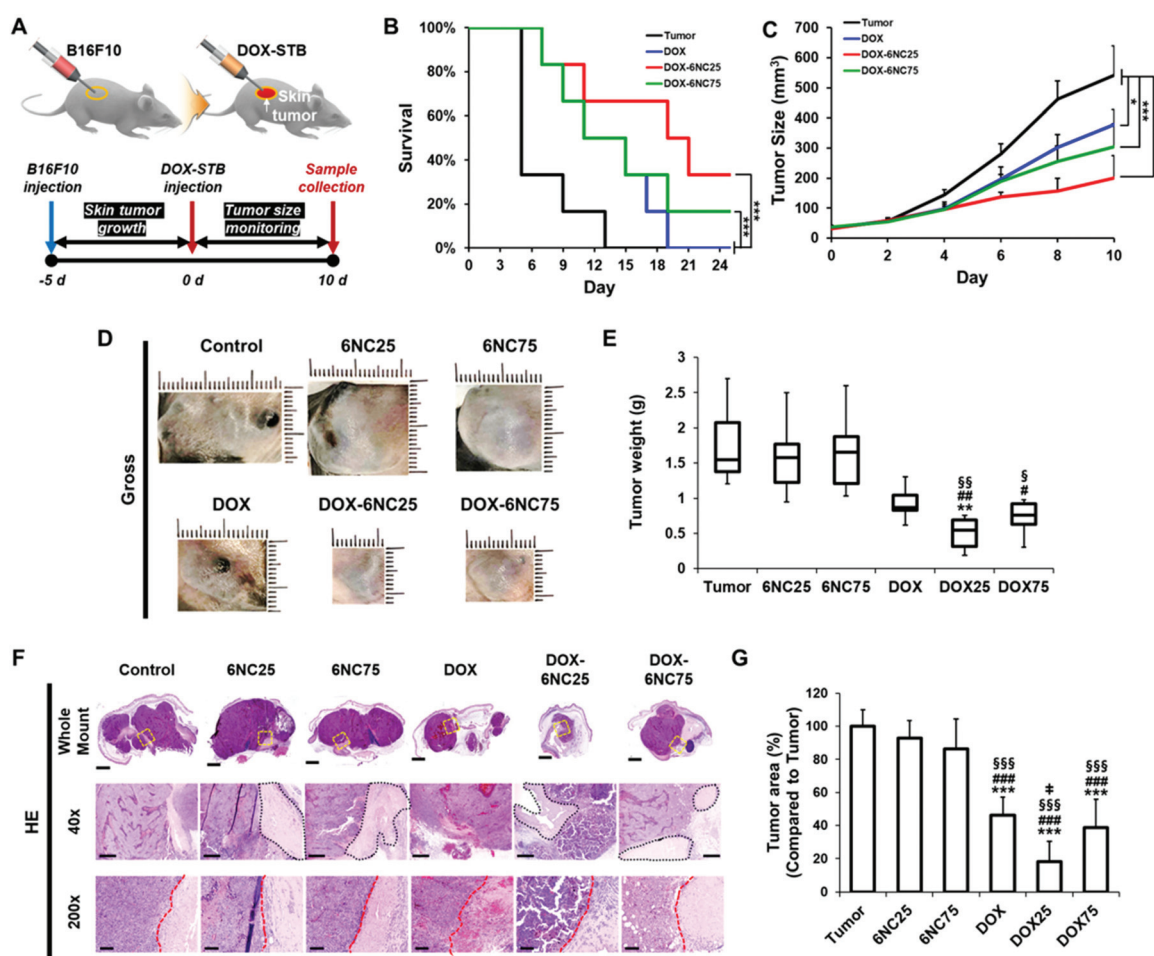 A
B16F10
DOX-STB
Skin
tumor
B16F10
injection
DOX-STB
injection
Sample
collection
Skin tumor
growth
Tumor size
monitoring
-5 d
0 d
10 d
B
Survival
100%
80%
60%
40%
20%
0%
0
3
6
9
12
15
18
21
24
Day
Tumor
DOX
DOX-6NC25
DOX-6NC75
***
***
C
Tumor Size (mm³)
700
600
500
400
300
200
100
0
0
2
4
6
8
10
Day
Tumor
DOX
DOX-6NC25
DOX-6NC75
*
***
D
Gross
Control
6NC25
6NC75
DOX
DOX-6NC25
DOX-6NC75
E
Tumor weight (g)
3
2.5
2
1.5
1
0.5
0
§§
##
**
§
#
Tumor
6NC25
6NC75
DOX
DOX25
DOX75
F
HE
Control
6NC25
6NC75
DOX
DOX-
6NC25
DOX-
6NC75
Whole
Mount
40x
200x
G
Tumor area (%)
(Compared to Tumor)
120
100
80
60
40
20
0
§§§
###
***
‡
§§§
###
***
§§§
###
***
Tumor
6NC25
6NC75
DOX
DOX25
DOX75